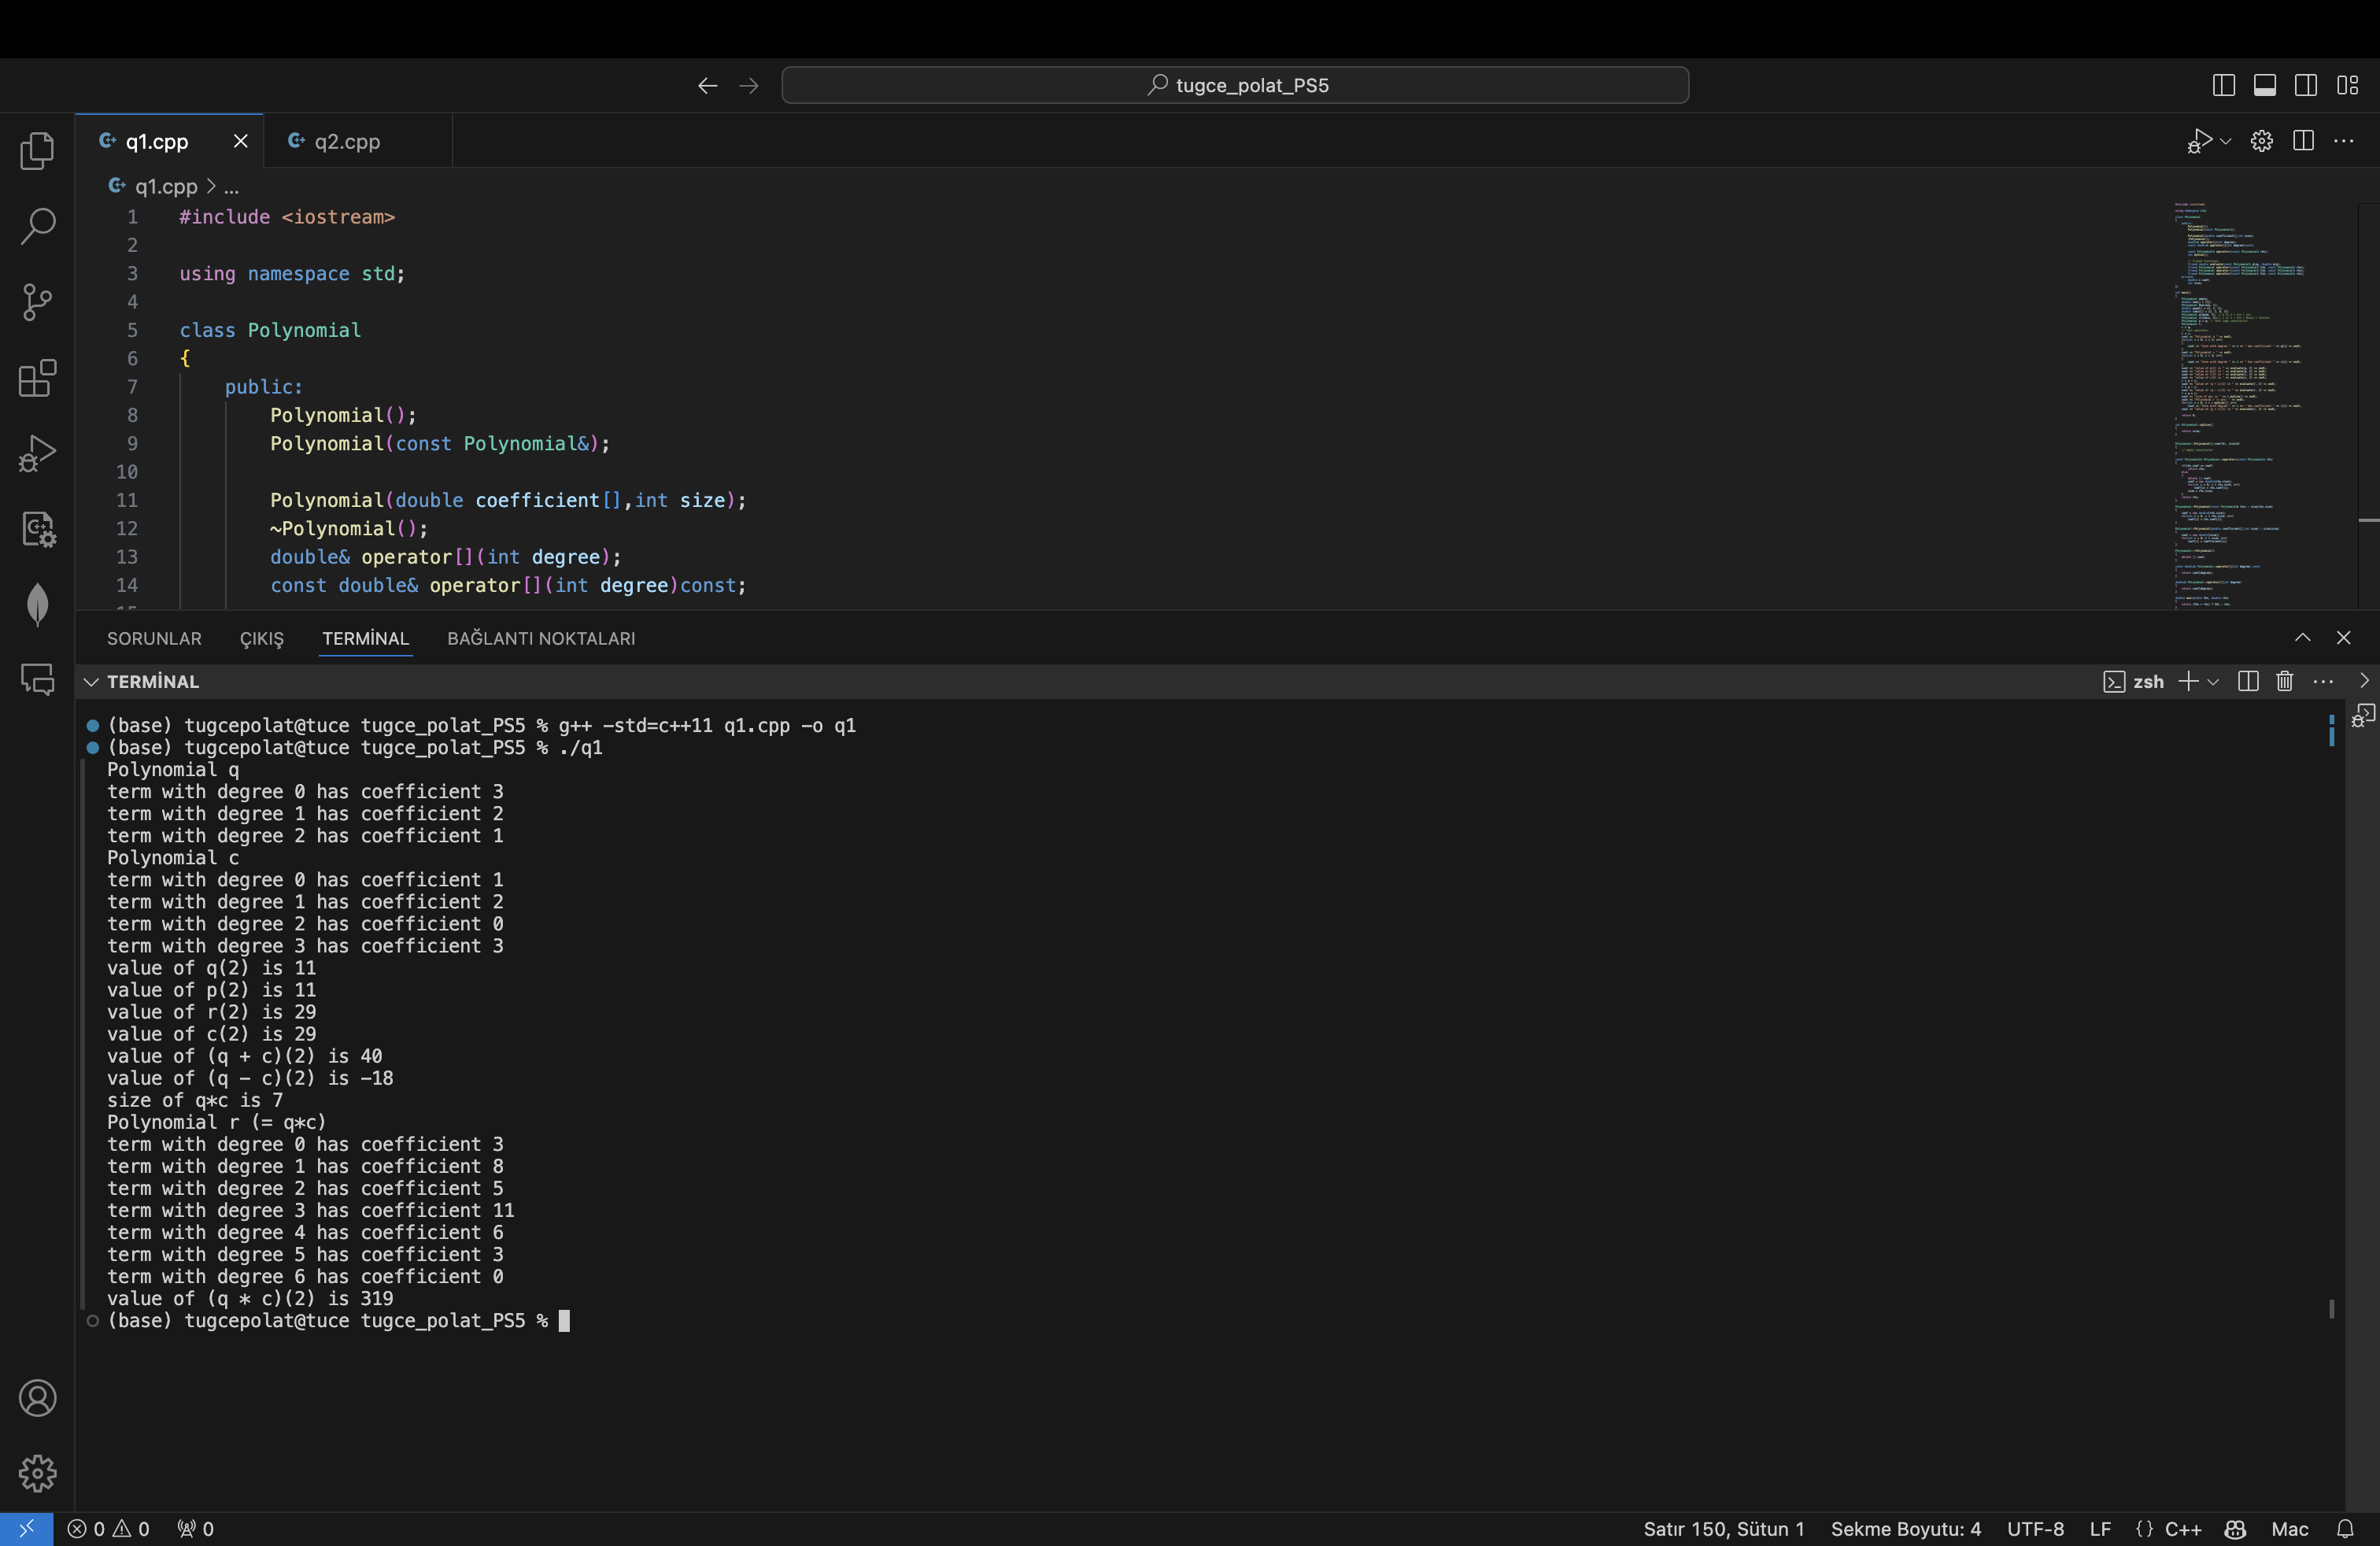 tugce_polat_PS5
q1.cpp
q2.cpp
q1.cpp > ...
1 #include <iostream>
2
3 using namespace std;
4
5 class Polynomial
6 {
7 public:
8 Polynomial();
9 Polynomial(const Polynomial&);
10
11 Polynomial(double coefficient[],int size);
12 ~Polynomial();
13 double& operator[](int degree);
14 const double& operator[](int degree)const;
SORUNLAR ÇIKIŞ TERMİNAL BAĞLANTI NOKTALARI
TERMİNAL
zsh
(base) tugcepolat@tuce tugce_polat_PS5 % g++ -std=c++11 q1.cpp -o q1
(base) tugcepolat@tuce tugce_polat_PS5 % ./q1
Polynomial q
term with degree 0 has coefficient 3
term with degree 1 has coefficient 2
term with degree 2 has coefficient 1
Polynomial c
term with degree 0 has coefficient 1
term with degree 1 has coefficient 2
term with degree 2 has coefficient 0
term with degree 3 has coefficient 3
value of q(2) is 11
value of p(2) is 11
value of r(2) is 29
value of c(2) is 29
value of (q + c)(2) is 40
value of (q - c)(2) is -18
size of q*c is 7
Polynomial r (= q*c)
term with degree 0 has coefficient 3
term with degree 1 has coefficient 8
term with degree 2 has coefficient 5
term with degree 3 has coefficient 11
term with degree 4 has coefficient 6
term with degree 5 has coefficient 3
term with degree 6 has coefficient 0
value of (q * c)(2) is 319
(base) tugcepolat@tuce tugce_polat_PS5 %
0 0 0 Satır 150, Sütun 1 Sekme Boyutu: 4 UTF-8 LF {} C++ Mac